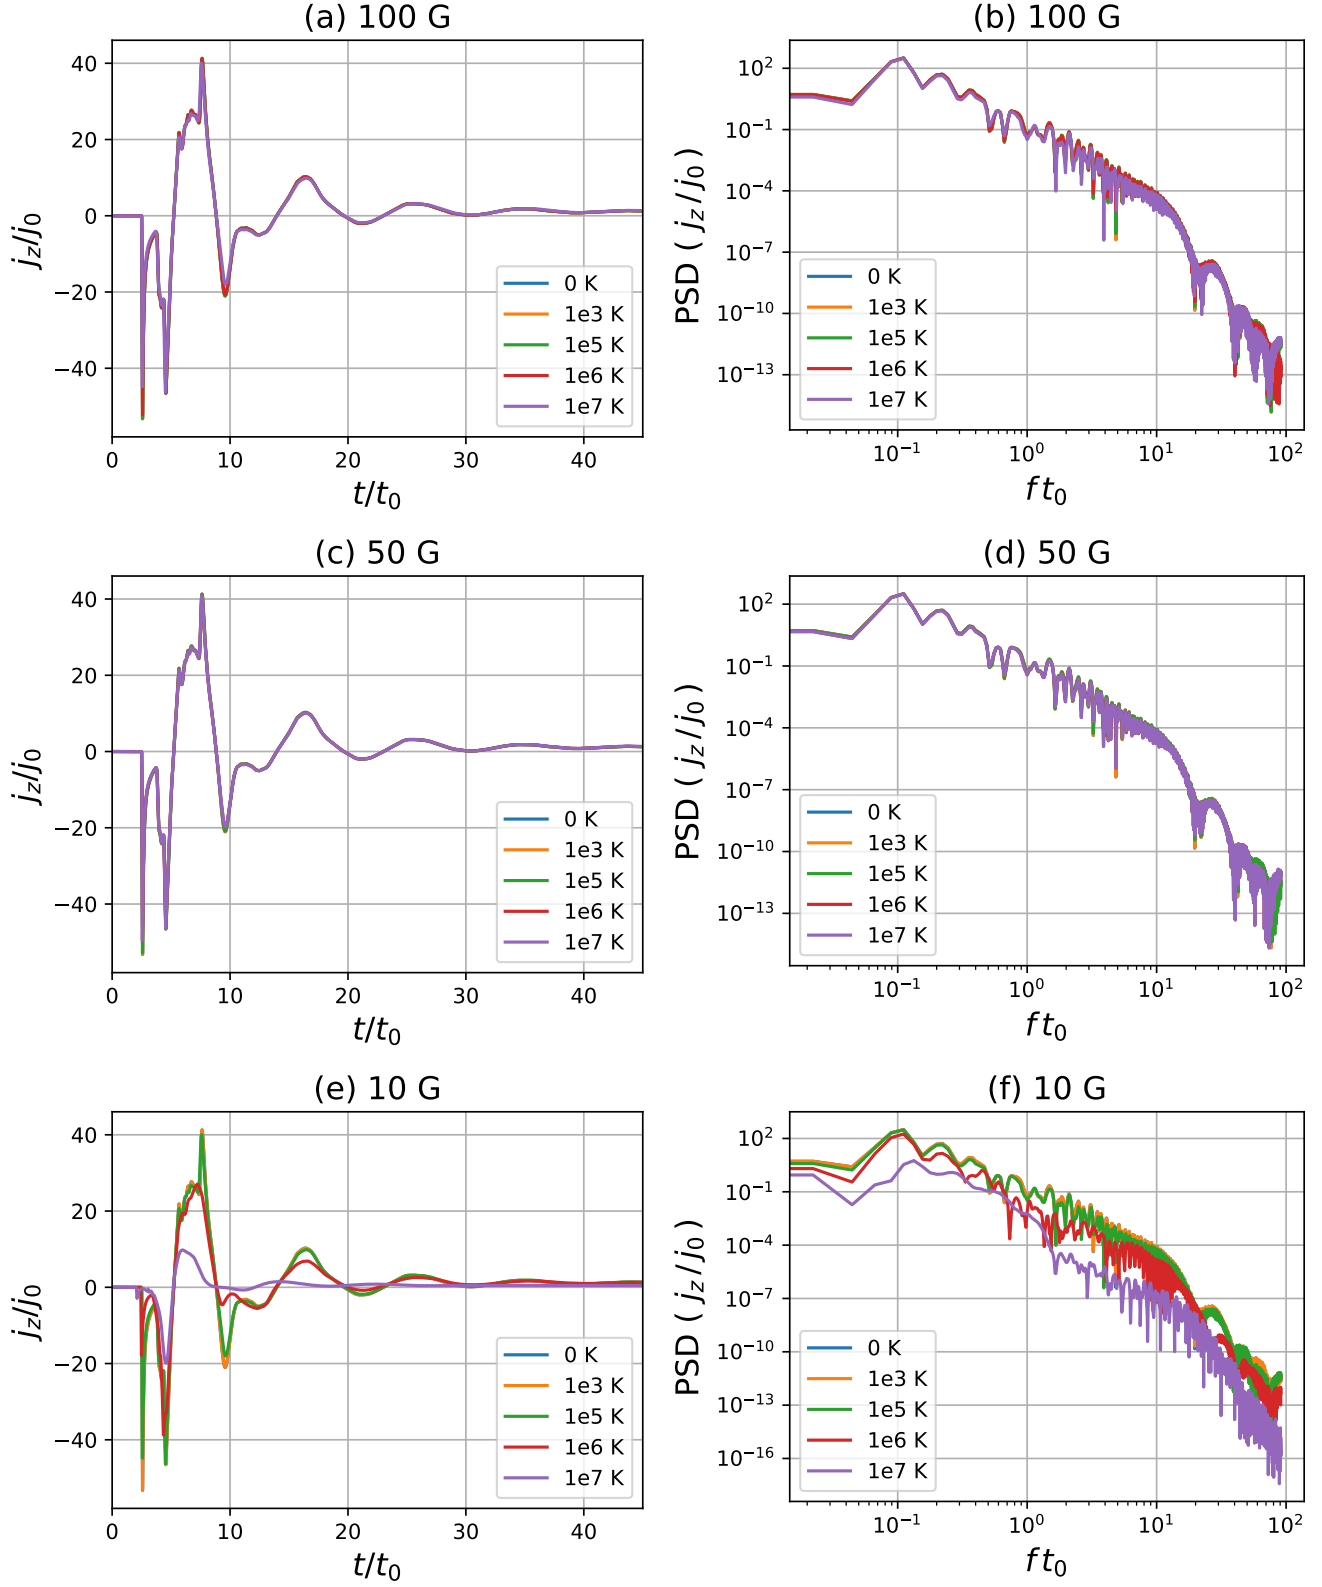 (a) 100 G
40
20
0
−20
−40
j_z/j_0
0 K
1e3 K
1e5 K
1e6 K
1e7 K
0 10 20 30 40
t/t_0
(b) 100 G
10^2
10^−1
10^−4
10^−7
10^−10
10^−13
PSD ( j_z/j_0 )
0 K
1e3 K
1e5 K
1e6 K
1e7 K
10^−1 10^0 10^1 10^2
f t_0
(c) 50 G
40
20
0
−20
−40
j_z/j_0
0 K
1e3 K
1e5 K
1e6 K
1e7 K
0 10 20 30 40
t/t_0
(d) 50 G
10^2
10^−1
10^−4
10^−7
10^−10
10^−13
PSD ( j_z/j_0 )
0 K
1e3 K
1e5 K
1e6 K
1e7 K
10^−1 10^0 10^1 10^2
f t_0
(e) 10 G
40
20
0
−20
−40
j_z/j_0
0 K
1e3 K
1e5 K
1e6 K
1e7 K
0 10 20 30 40
t/t_0
(f) 10 G
10^2
10^−1
10^−4
10^−7
10^−10
10^−13
10^−16
PSD ( j_z/j_0 )
0 K
1e3 K
1e5 K
1e6 K
1e7 K
10^−1 10^0 10^1 10^2
f t_0